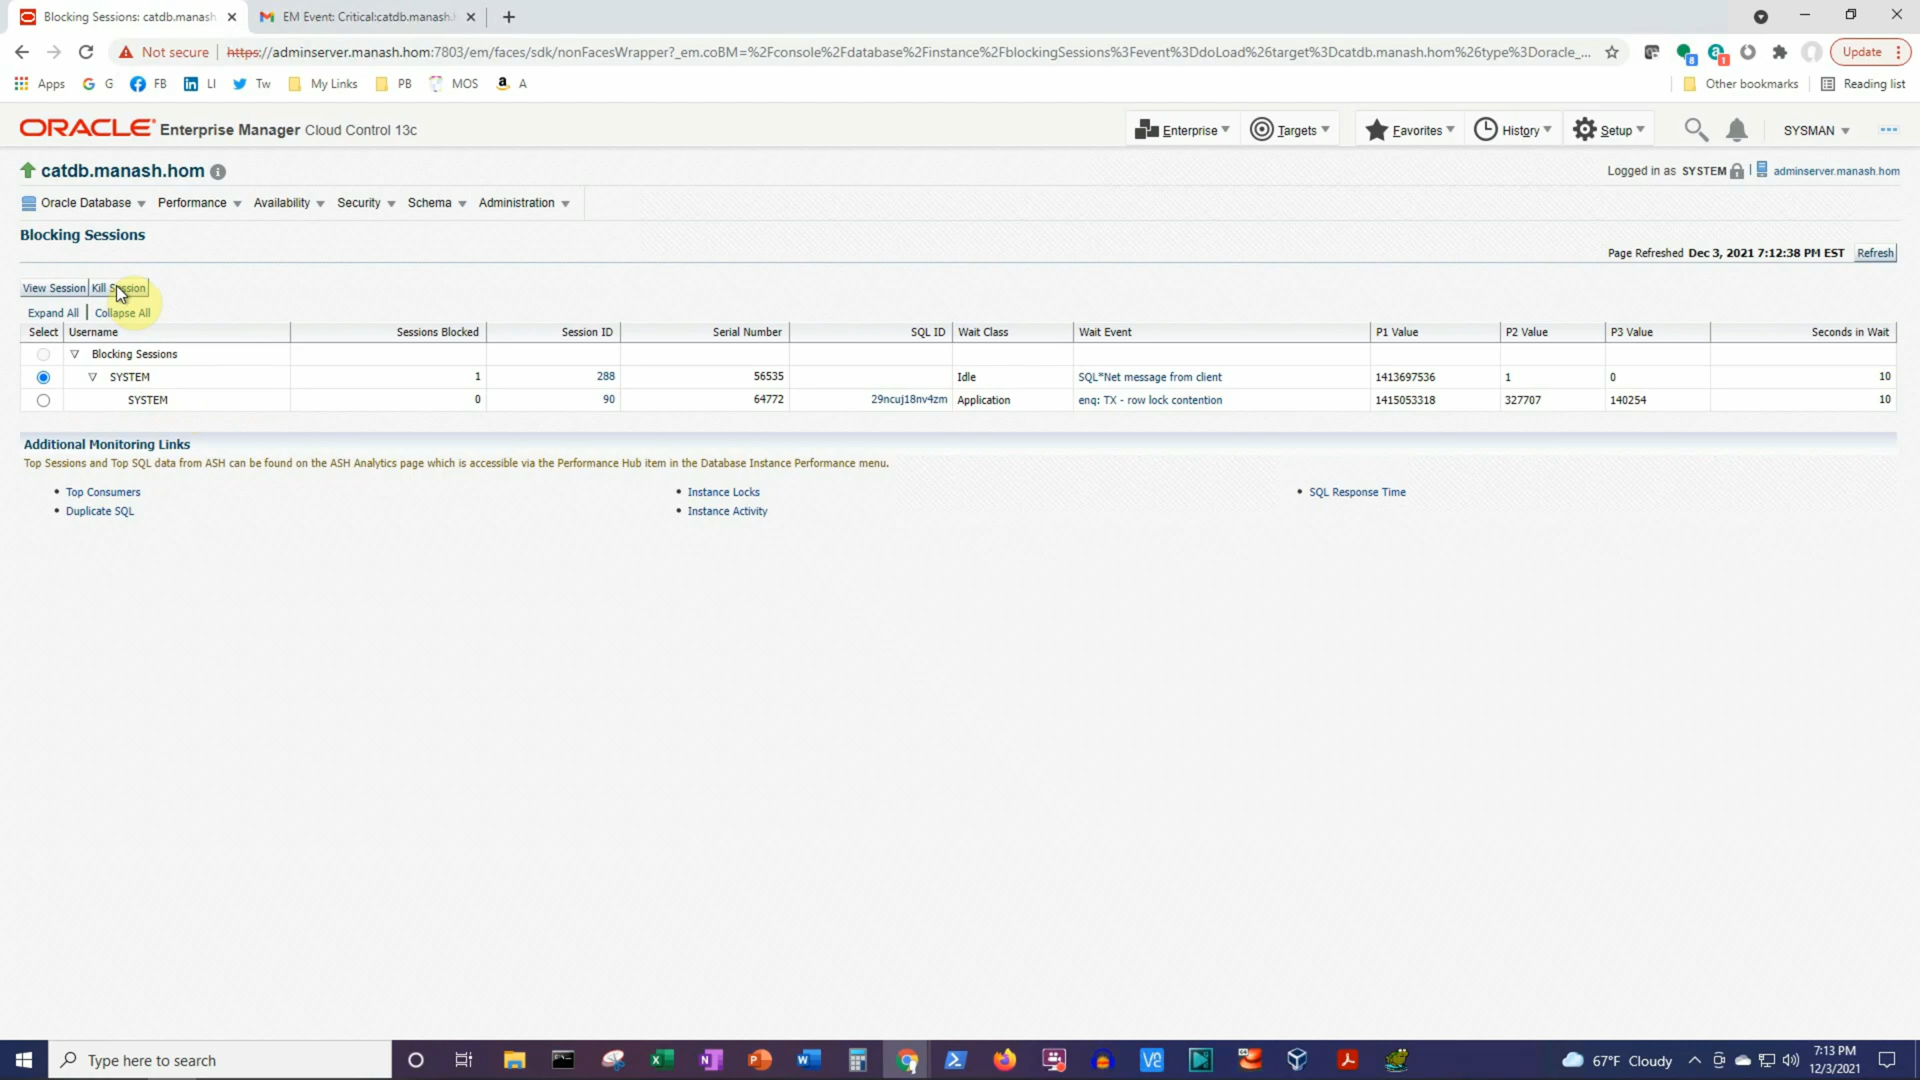 Blocking Sessions: catdb.manash
EM Event: Critical:catdb.manash.
Not secure https://adminserver.manash.hom:7803/em/faces/sdk/nonFacesWrapper?_em.coBM=%2Fconsole%2Fdatabase%2Finstance%2FblockingSessions%3Fevent%3DdoLoad%26target%3Dcatdb.manash.hom%26type%3Doracle_...
8
1
Update
Apps G FB LI Tw My Links PB MOS A
Other bookmarks Reading list
ORACLE Enterprise Manager Cloud Control 13c
Enterprise Targets Favorites History Setup SYSMAN
catdb.manash.hom
Logged in as SYSTEM | adminserver.manash.hom
Oracle Database Performance Availability Security Schema Administration
Blocking Sessions
Page Refreshed Dec 3, 2021 7:12:38 PM EST Refresh
View Session Kill Session
Expand All | Collapse All
Select Username Sessions Blocked Session ID Serial Number SQL ID Wait Class Wait Event P1 Value P2 Value P3 Value Seconds in Wait
Blocking Sessions
SYSTEM 1 288 56535 Idle SQL*Net message from client 1413697536 1 0 10
SYSTEM 0 90 64772 29ncuj18nv4zm Application enq: TX - row lock contention 1415053318 327707 140254 10
Additional Monitoring Links
Top Sessions and Top SQL data from ASH can be found on the ASH Analytics page which is accessible via the Performance Hub item in the Database Instance Performance menu.
• Top Consumers • Instance Locks • SQL Response Time
• Duplicate SQL • Instance Activity
Type here to search
67°F Cloudy
7:13 PM
12/3/2021